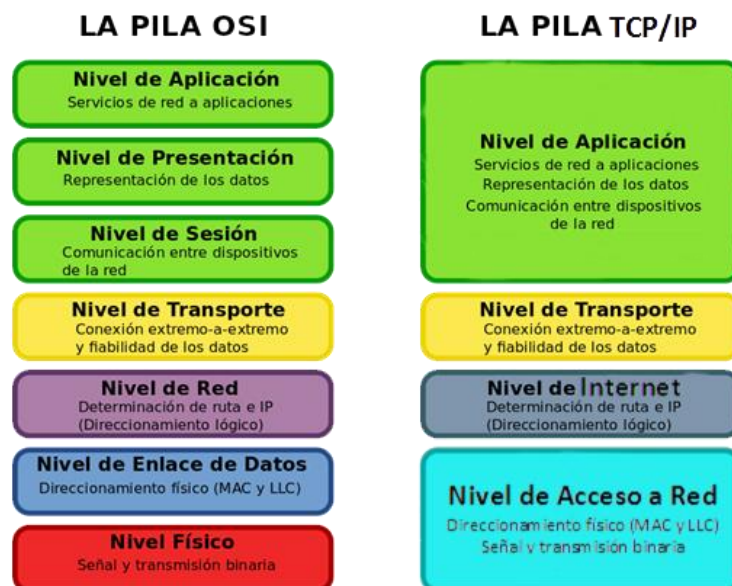 LA PILA OSI
Nivel de Aplicación
Servicios de red a aplicaciones
Nivel de Presentación
Representación de los datos
Nivel de Sesión
Comunicación entre dispositivos
de la red
Nivel de Transporte
Conexión extremo-a-extremo
y fiabilidad de los datos
Nivel de Red
Determinación de ruta e IP
(Direccionamiento lógico)
Nivel de Enlace de Datos
Direccionamiento físico (MAC y LLC)
Nivel Físico
Señal y transmisión binaria
LA PILA TCP/IP
Nivel de Aplicación
Servicios de red a aplicaciones
Representación de los datos
Comunicación entre dispositivos
de la red
Nivel de Transporte
Conexión extremo-a-extremo
y fiabilidad de los datos
Nivel de Internet
Determinación de ruta e IP
(Direccionamiento lógico)
Nivel de Acceso a Red
Direccionamiento físico (MAC y LLC)
Señal y transmisión binaria